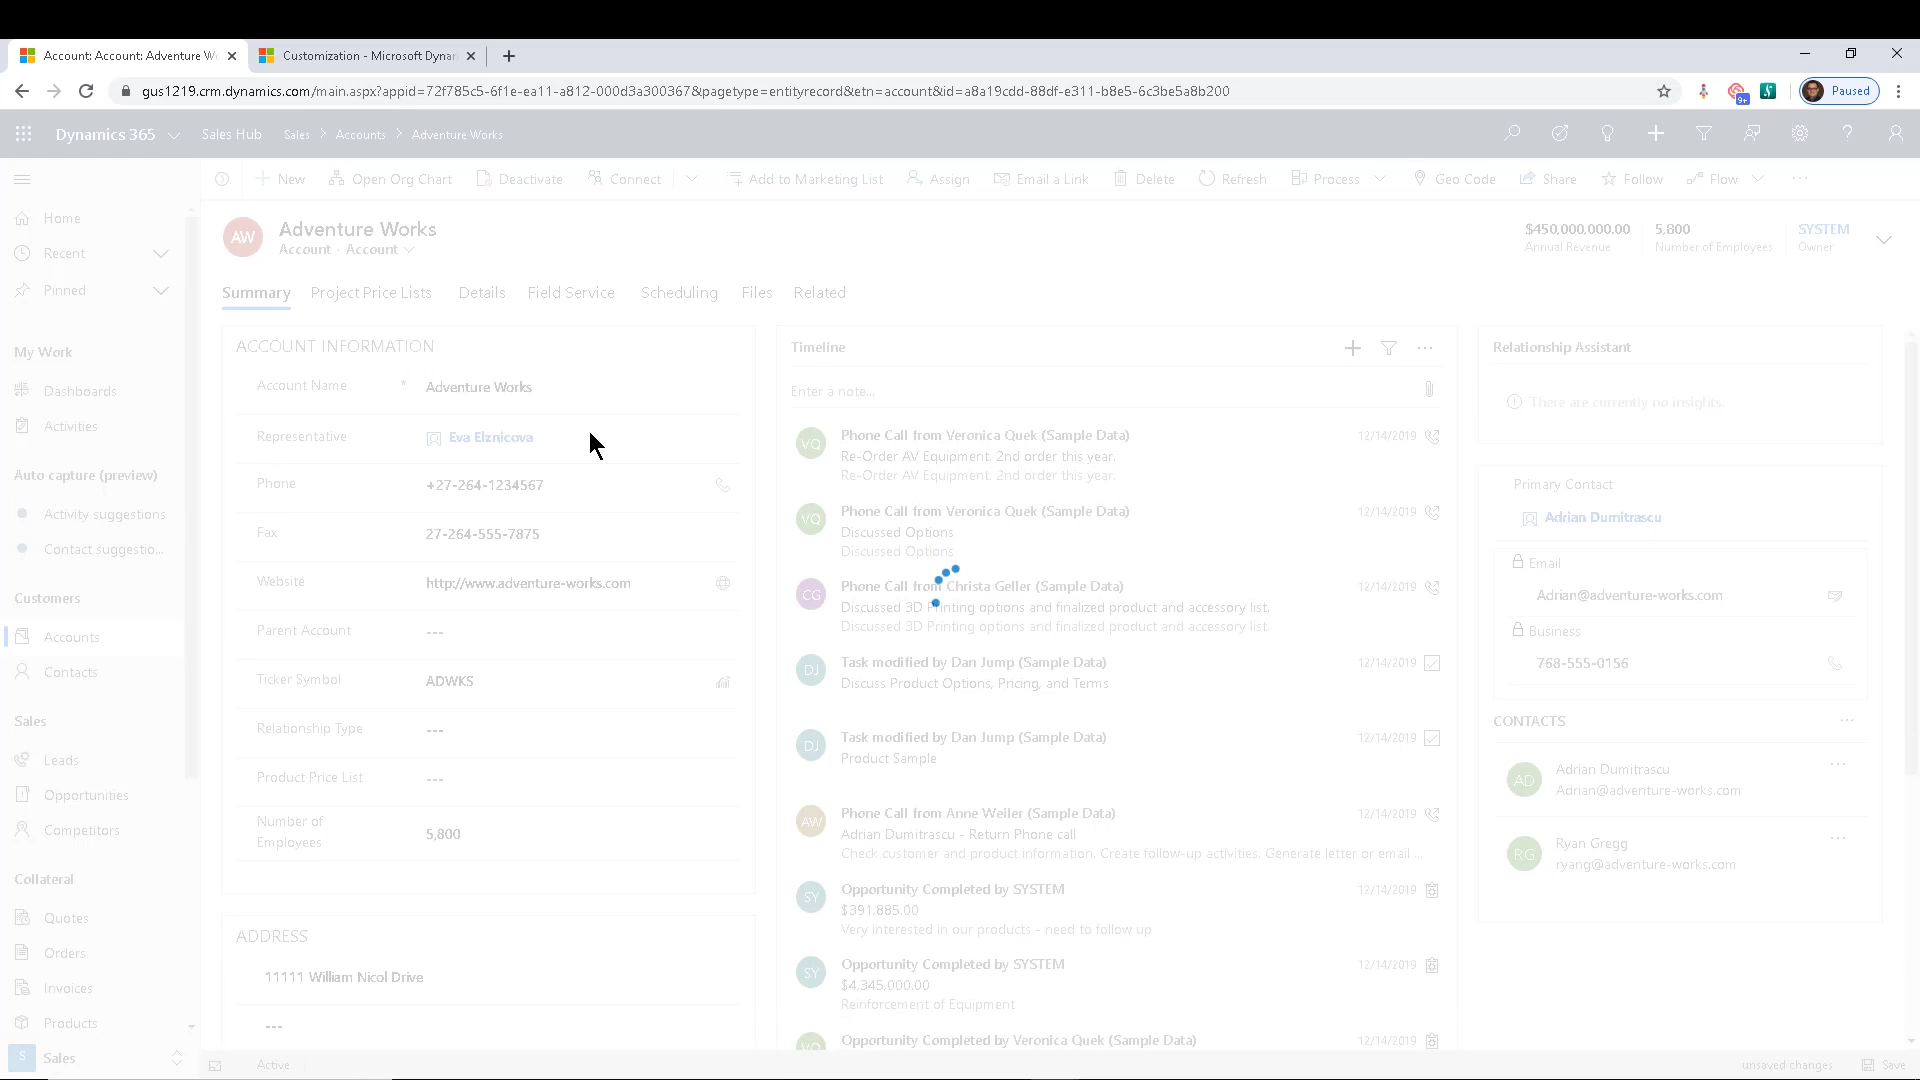 Account: Account: Adventure W
Customization - Microsoft Dynar
gus1219.crm.dynamics.com/main.aspx?appid=72f785c5-6f1e-ea11-a812-000d3a300367&pagetype=entityrecord&etn=account&id=a8a19cdd-88df-e311-b8e5-6c3be5a8b200
9+
Paused
Dynamics 365
Sales Hub
Sales > Accounts > Adventure Works
New
Open Org Chart
Deactivate
Connect
Add to Marketing List
Assign
Email a Link
Delete
Refresh
Process
Geo Code
Share
Follow
Flow
Home
Recent
Pinned
My Work
Dashboards
Activities
Auto capture (preview)
Activity suggestions
Contact suggestio...
Customers
Accounts
Contacts
Sales
Leads
Opportunities
Competitors
Collateral
Quotes
Orders
Invoices
Products
S Sales
AW
Adventure Works
Account · Account
$450,000,000.00
Annual Revenue
5,800
Number of Employees
SYSTEM
Owner
Summary
Project Price Lists
Details
Field Service
Scheduling
Files
Related
ACCOUNT INFORMATION
Account Name * Adventure Works
Representative Eva Elznicova
Phone +27-264-1234567
Fax 27-264-555-7875
Website http://www.adventure-works.com
Parent Account ---
Ticker Symbol ADWKS
Relationship Type ---
Product Price List ---
Number of
Employees
5,800
ADDRESS
11111 William Nicol Drive
---
Timeline
Enter a note...
VQ
Phone Call from Veronica Quek (Sample Data) 12/14/2019
Re-Order AV Equipment. 2nd order this year.
Re-Order AV Equipment. 2nd order this year.
VQ
Phone Call from Veronica Quek (Sample Data) 12/14/2019
Discussed Options
Discussed Options
CG
Phone Call from Christa Geller (Sample Data) 12/14/2019
Discussed 3D Printing options and finalized product and accessory list.
Discussed 3D Printing options and finalized product and accessory list.
DJ
Task modified by Dan Jump (Sample Data) 12/14/2019
Discuss Product Options, Pricing, and Terms
DJ
Task modified by Dan Jump (Sample Data) 12/14/2019
Product Sample
AW
Phone Call from Anne Weiler (Sample Data) 12/14/2019
Adrian Dumitrascu - Return Phone call
Check customer and product information. Create follow-up activities. Generate letter or email ...
SY
Opportunity Completed by SYSTEM 12/14/2019
$391,885.00
Very interested in our products - need to follow up
SY
Opportunity Completed by SYSTEM 12/14/2019
$4,345,000.00
Reinforcement of Equipment
VQ
Opportunity Completed by Veronica Quek (Sample Data) 12/14/2019
Relationship Assistant
There are currently no insights.
Primary Contact
Adrian Dumitrascu
Email
Adrian@adventure-works.com
Business
768-555-0156
CONTACTS
AD
Adrian Dumitrascu
Adrian@adventure-works.com
RG
Ryan Gregg
ryang@adventure-works.com
Active
unsaved changes
Save